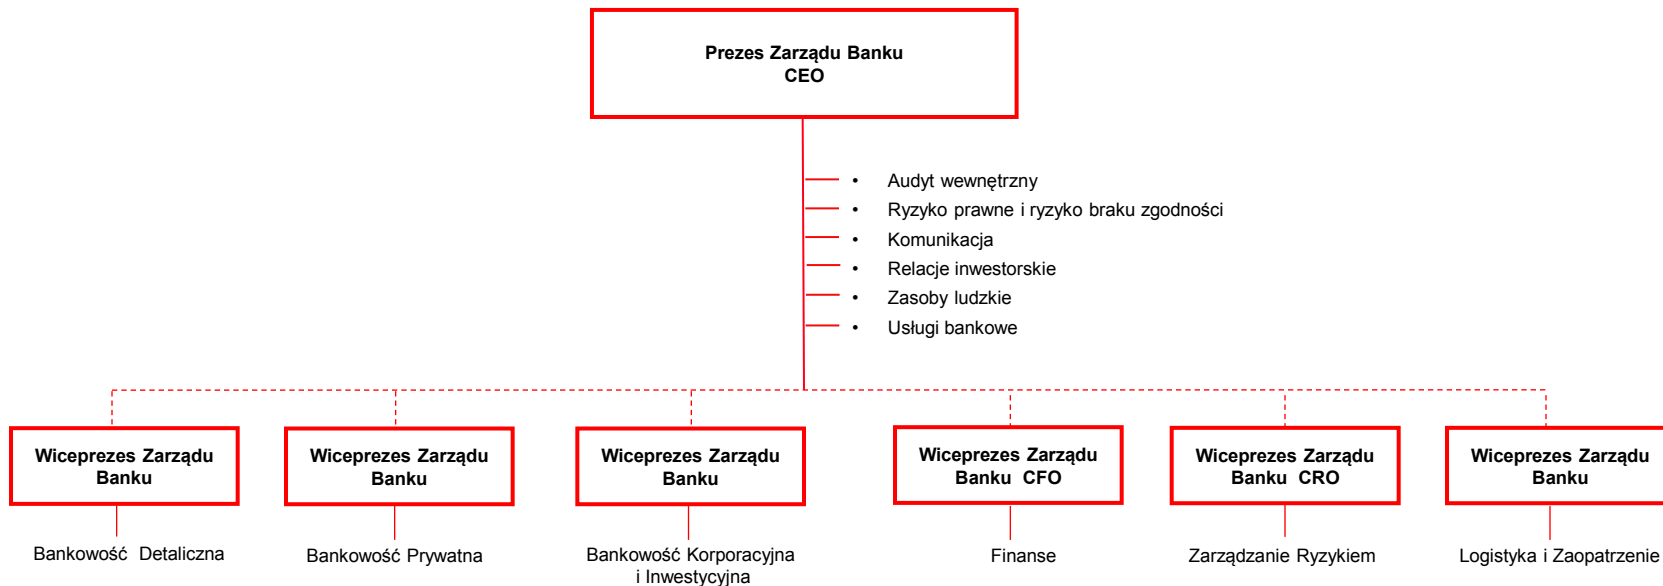 Prezes Zarządu Banku
CEO
• Audyt wewnętrzny
• Ryzyko prawne i ryzyko braku zgodności
• Komunikacja
• Relacje inwestorskie
• Zasoby ludzkie
• Usługi bankowe
Wiceprezes Zarządu
Banku
Wiceprezes Zarządu
Banku
Wiceprezes Zarządu
Banku
Wiceprezes Zarządu
Banku CFO
Wiceprezes Zarządu
Banku CRO
Wiceprezes Zarządu
Banku
Bankowość Detaliczna
Bankowość Prywatna
Bankowość Korporacyjna
i Inwestycyjna
Finanse
Zarządzanie Ryzykiem
Logistyka i Zaopatrzenie